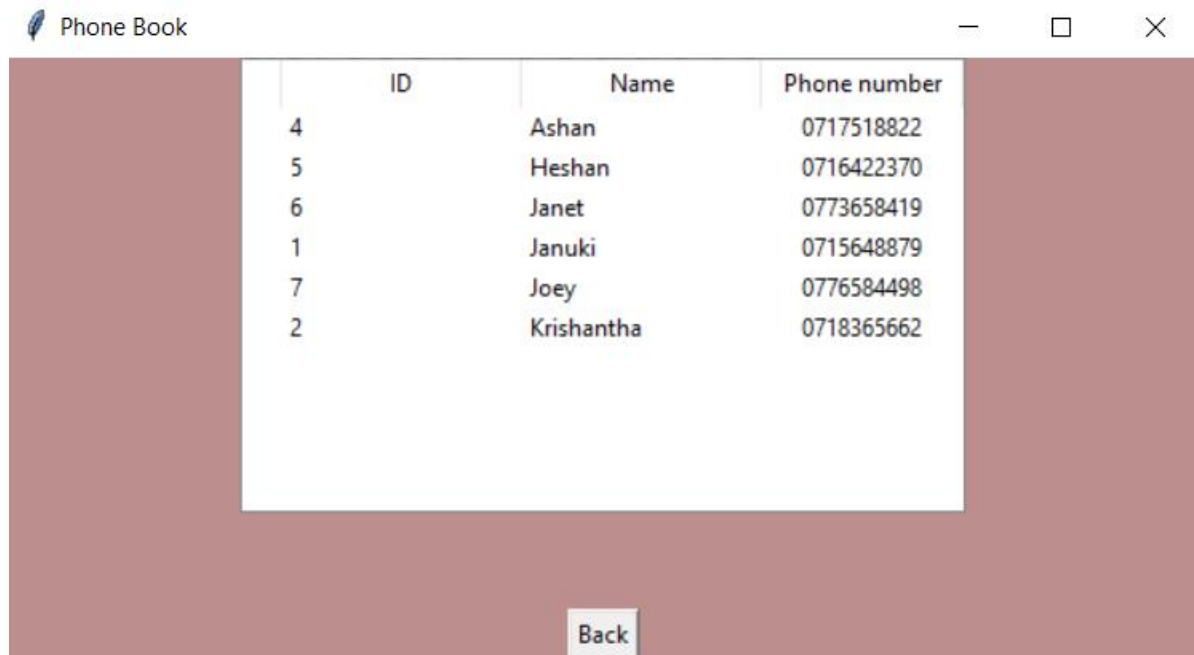 Phone Book
ID Name Phone number
4 Ashan 0717518822
5 Heshan 0716422370
6 Janet 0773658419
1 Januki 0715648879
7 Joey 0776584498
2 Krishantha 0718365662
Back